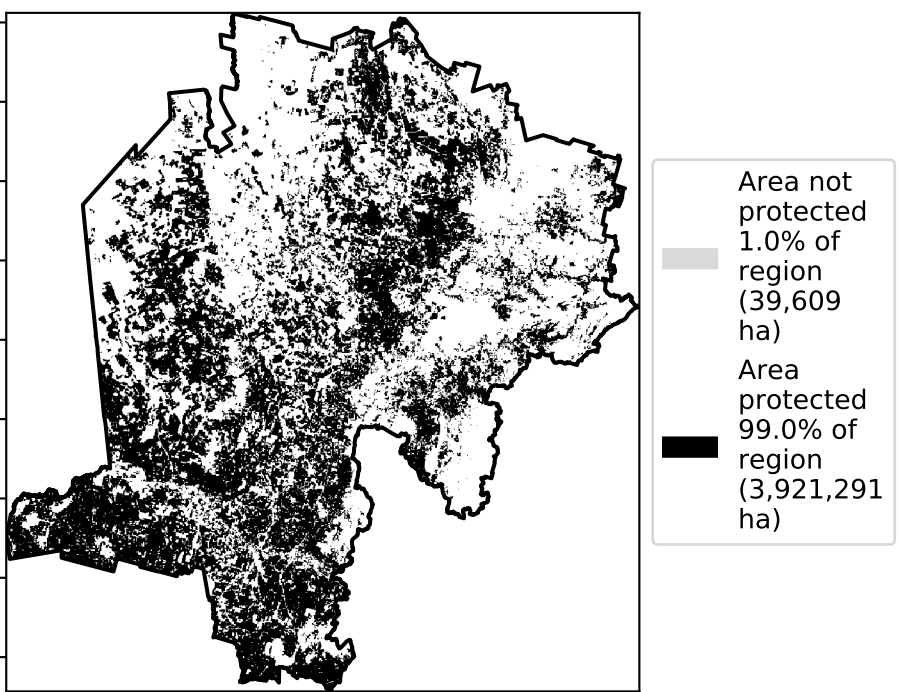 Area not
protected
1.0% of
region
(39,609
ha)
Area
protected
99.0% of
region
(3,921,291
ha)